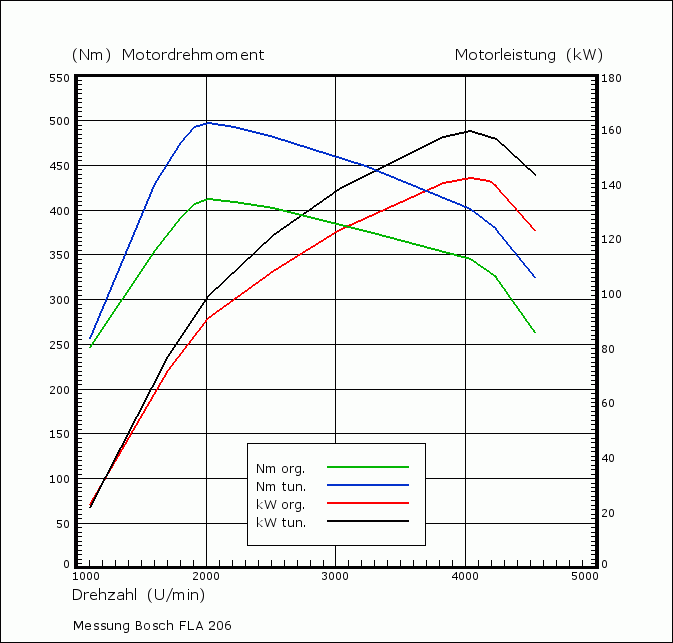 (Nm) Motordrehmoment Motorleistung (kW)
550 180
500 160
450 140
400 120
350 100
300 80
250 60
200 40
150 20
100 0
50
0
Nm org.
Nm tun.
kW org.
kW tun.
1000 2000 3000 4000 5000
Drehzahl (U/min)
Messung Bosch FLA 206